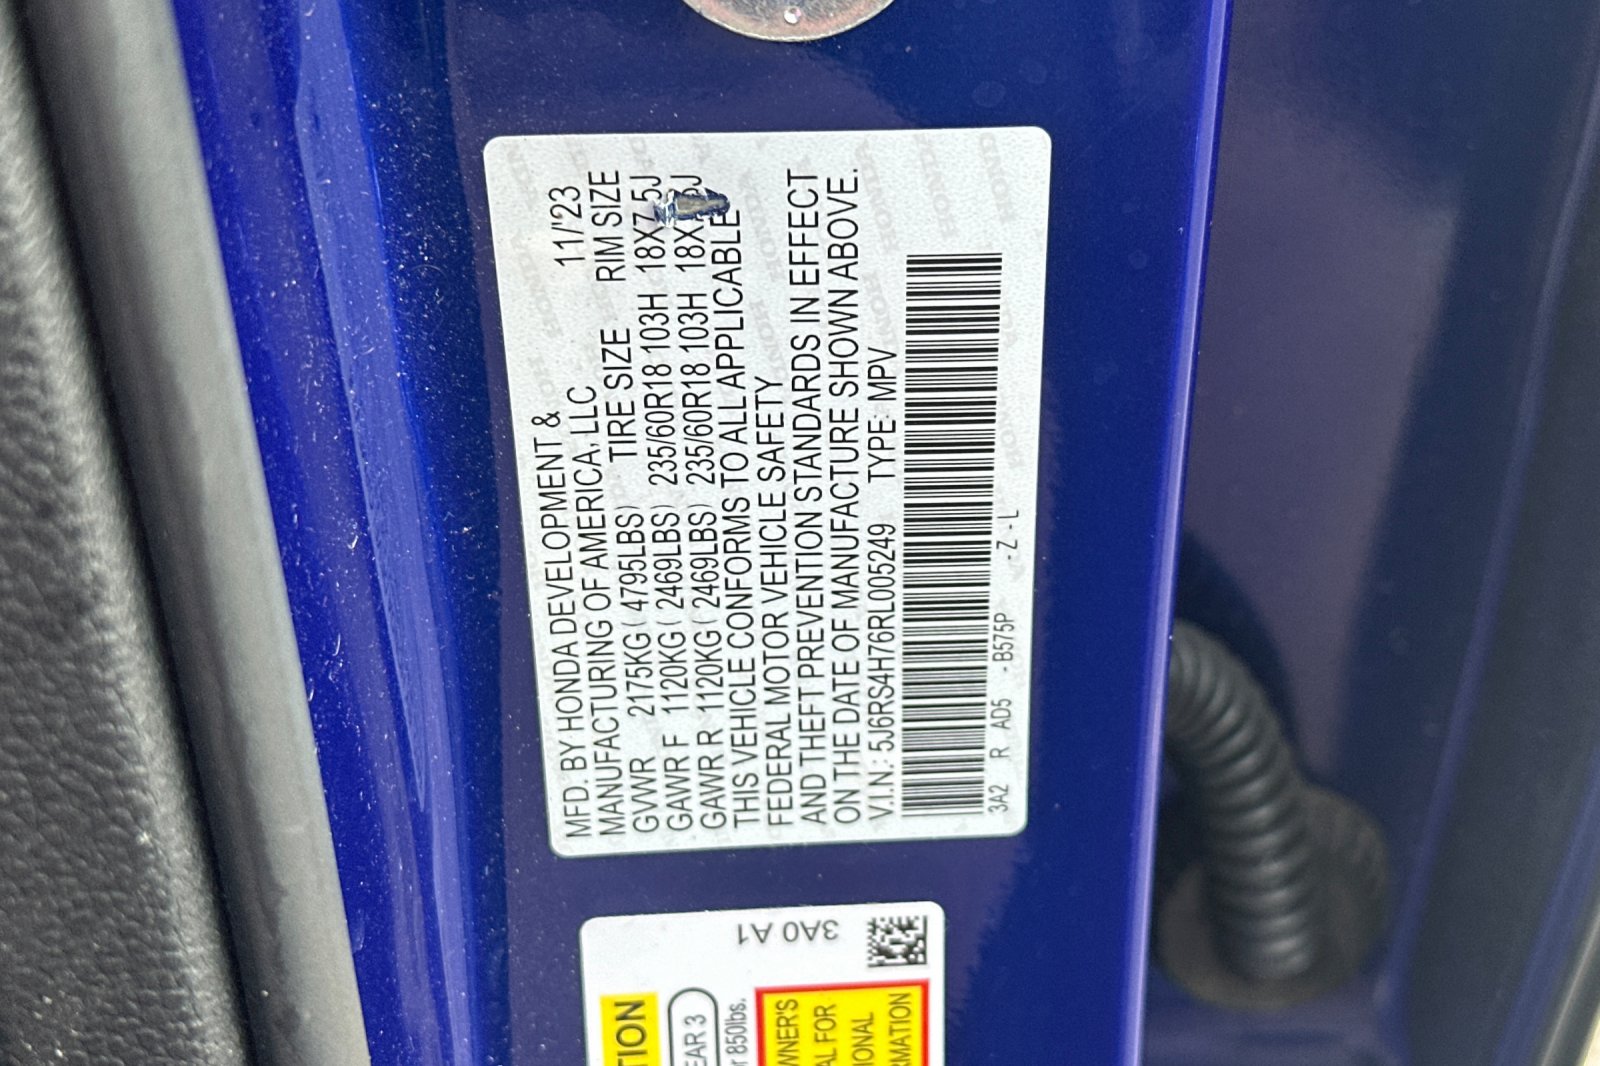 MFD. BY HONDA DEVELOPMENT &
MANUFACTURING OF AMERICA, LLC 11/'23
TIRE SIZE RIM SIZE
GVWR 2175KG ( 4795LBS)
GAWR F 1120KG ( 2469LBS) 235/60R18 103H 18X7.5J
GAWR R 1120KG ( 2469LBS) 235/60R18 103H
THIS VEHICLE CONFORMS TO ALL APPLICABLE
FEDERAL MOTOR VEHICLE SAFETY
AND THEFT PREVENTION STANDARDS IN EFFECT
ON THE DATE OF MANUFACTURE SHOWN ABOVE.
V.I.N.: 5J6RS4H76RL005249 TYPE: MPV
3A2 R AD5 - B575P - Z - L
3A0 A1
850lbs.